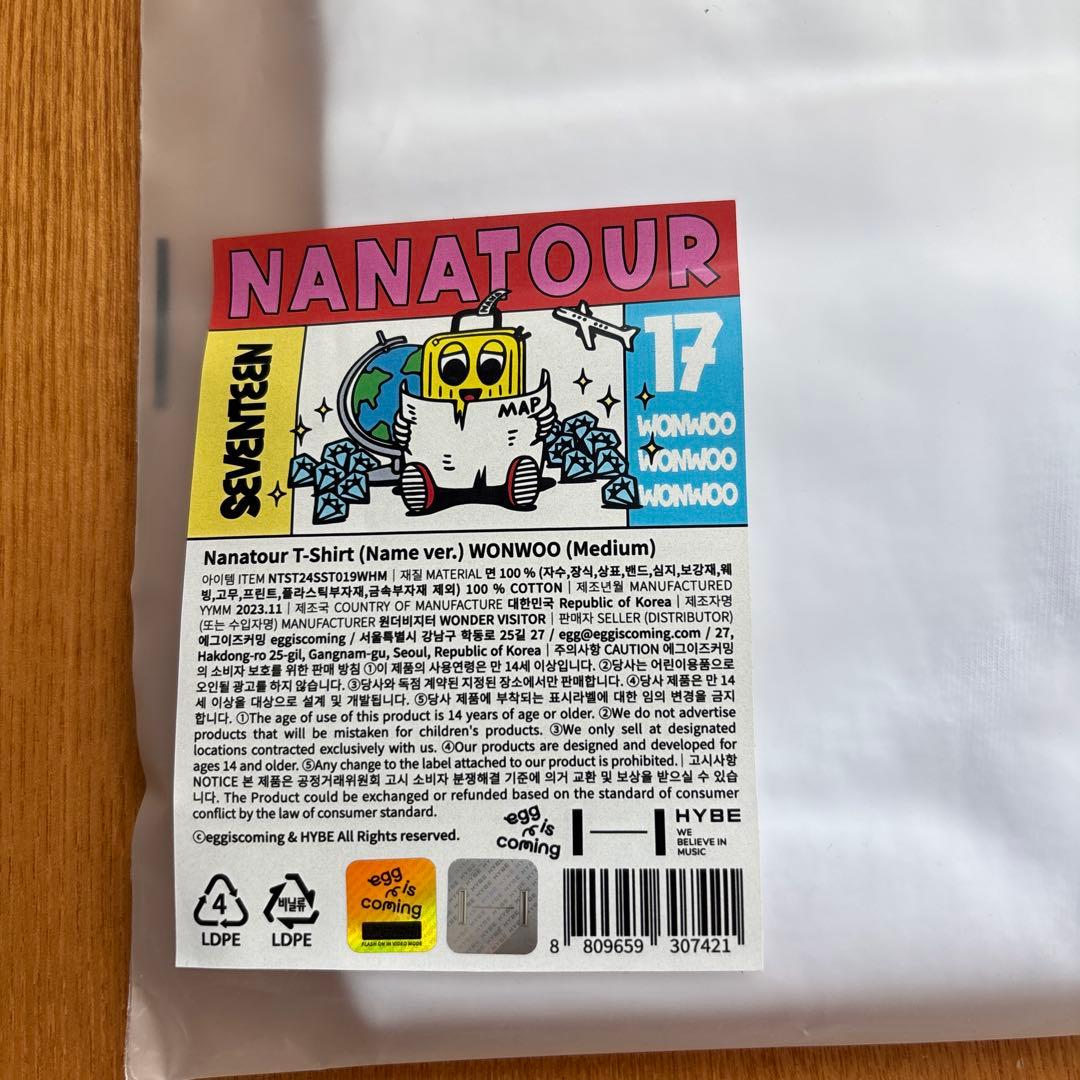 NANATOUR
SEVENTEEN
NANA
MAP
17
WONWOO
WONWOO
WONWOO
Nanatour T-Shirt (Name ver.) WONWOO (Medium)
아이템 ITEM NTST24SST019WHM | 재질 MATERIAL 면 100 % (자수,장식,상표,밴드,심지,보강재,웨
빙,고무,프린트,플라스틱부자재,금속부자재 제외) 100 % COTTON | 제조년월 MANUFACTURED
YYMM 2023.11 | 제조국 COUNTRY OF MANUFACTURE 대한민국 Republic of Korea | 제조자명
(또는 수입자명) MANUFACTURER 원더비지터 WONDER VISITOR | 판매자 SELLER (DISTRIBUTOR)
에그이즈커밍 eggiscoming / 서울특별시 강남구 학동로 25길 27 / egg@eggiscoming.com / 27,
Hakdong-ro 25-gil, Gangnam-gu, Seoul, Republic of Korea | 주의사항 CAUTION 에그이즈커밍
의 소비자 보호를 위한 판매 방침 ①이 제품의 사용연령은 만 14세 이상입니다. ②당사는 어린이용품으로
오인될 광고를 하지 않습니다. ③당사와 독점 계약된 지정된 장소에서만 판매합니다. ④당사 제품은 만 14
세 이상을 대상으로 설계 및 개발됩니다. ⑤당사 제품에 부착되는 표시라벨에 대한 임의 변경을 금지
합니다. ①The age of use of this product is 14 years of age or older. ②We do not advertise
products that will be mistaken for children's products. ③We only sell at designated
locations contracted exclusively with us. ④Our products are designed and developed for
ages 14 and older. ⑤Any change to the label attached to our product is prohibited. | 고시사항
NOTICE 본 제품은 공정거래위원회 고시 소비자 분쟁해결 기준에 의거 교환 및 보상을 받으실 수 있습
니다. The Product could be exchanged or refunded based on the standard of consumer
conflict by the law of consumer standard.
ⓒeggiscoming & HYBE All Rights reserved.
egg
is
coming
HYBE
WE
BELIEVE IN
MUSIC
4
LDPE
비닐류
LDPE
egg
is
coming
FLASH ON IN VIDEO MODE
HYBE
8 809659 307421